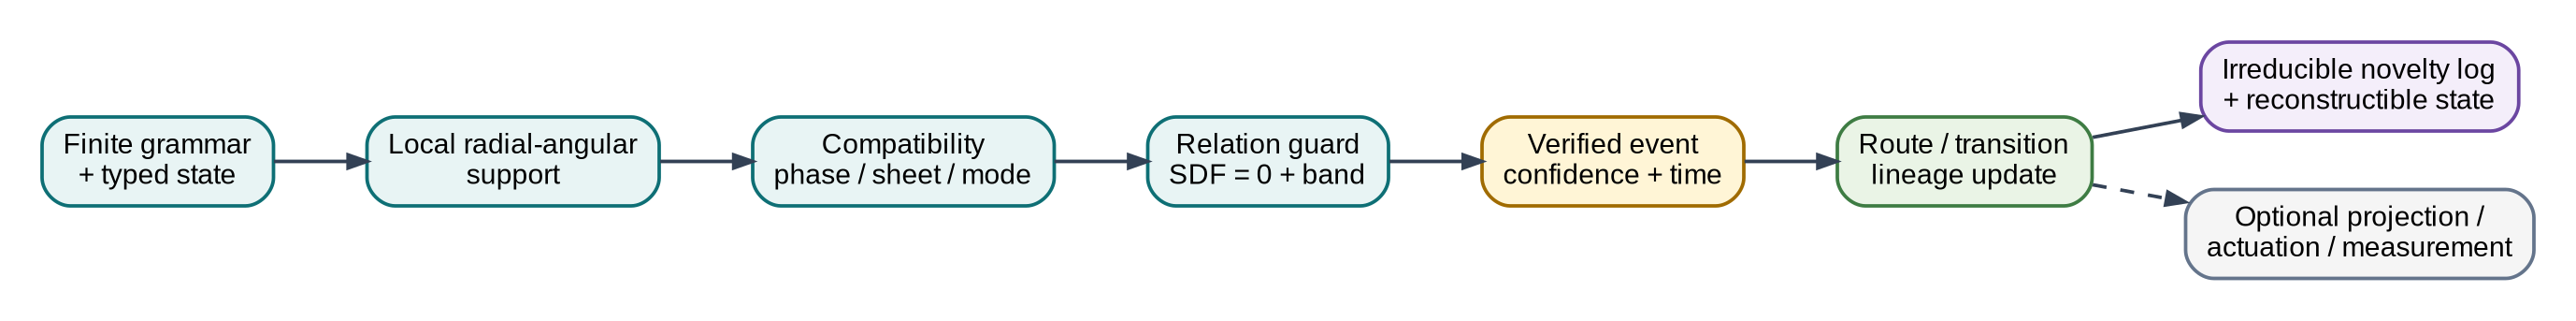 Finite grammar
+ typed state
Local radial-angular
support
Compatibility
phase / sheet / mode
Relation guard
SDF = 0 + band
Verified event
confidence + time
Route / transition
lineage update
Irreducible novelty log
+ reconstructible state
Optional projection /
actuation / measurement